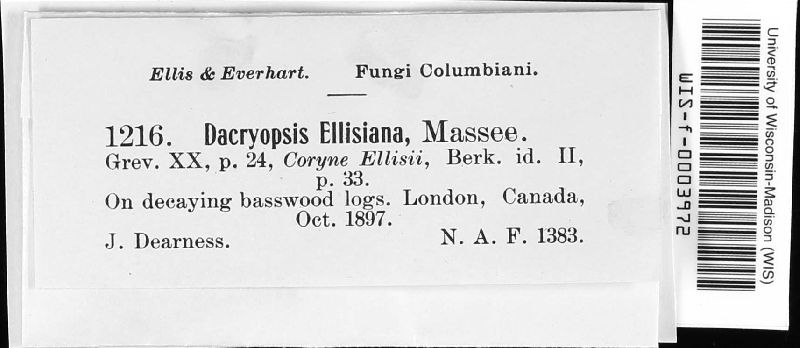 Ellis & Everhart. Fungi Columbiani.
1216. Dacryopsis Ellisiana, Massee.
Grev. XX, p. 24, Coryne Ellisii, Berk. id. II,
p. 33.
On decaying basswood logs. London, Canada,
Oct. 1897.
J. Dearness. N. A. F. 1383.
University of Wisconsin-Madison (WIS)
WIS-f-0003972